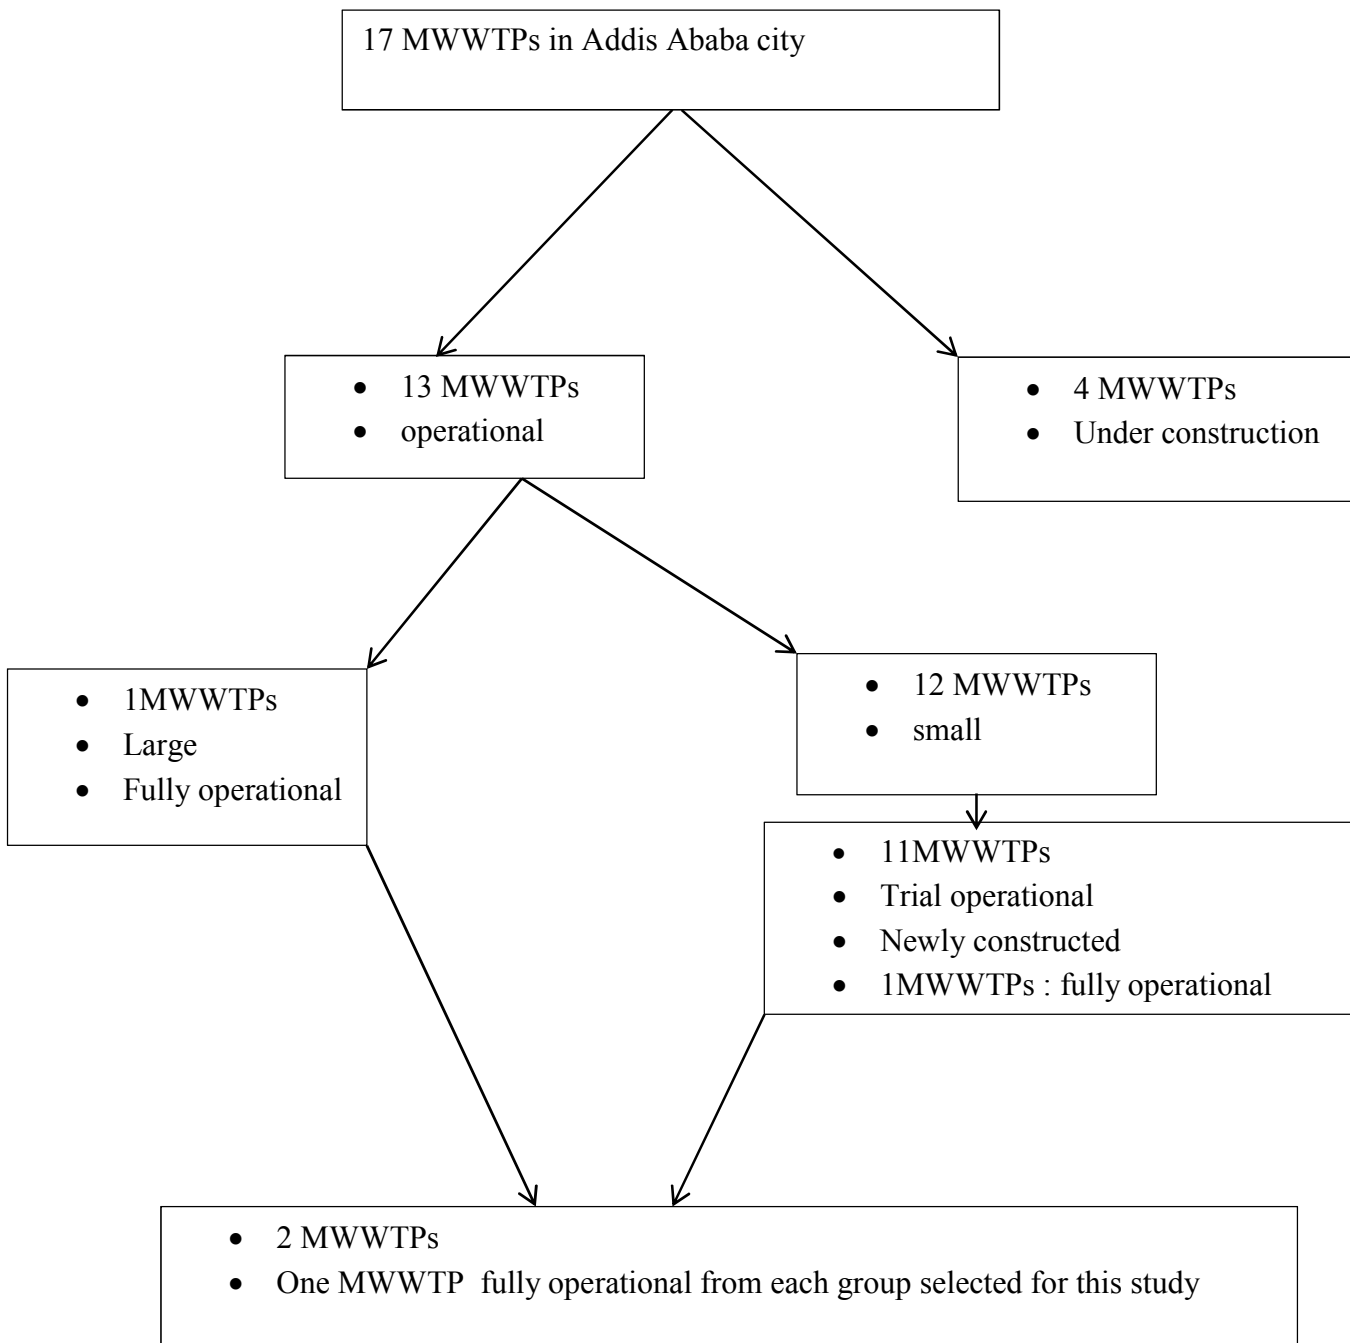 17 MWWTPs in Addis Ababa city
• 13 MWWTPs
• operational
• 4 MWWTPs
• Under construction
• 1MWWTPs
• Large
• Fully operational
• 12 MWWTPs
• small
• 11MWWTPs
• Trial operational
• Newly constructed
• 1MWWTPs : fully operational
• 2 MWWTPs
• One MWWTP  fully operational from each group selected for this study